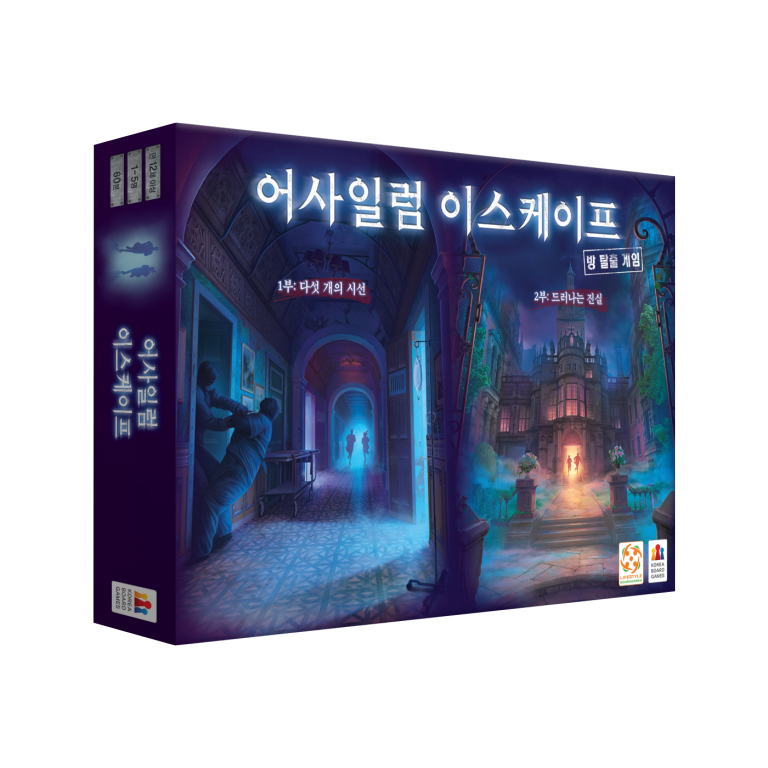 만 12세 이상
1~5명
60분
어사일럼
이스케이프
KOREA
BOARD
GAMES
어사일럼 이스케이프
방 탈출 게임
1부: 다섯 개의 시선
2부: 드러나는 진실
LIFESTYLE
KOREA
BOARD
GAMES